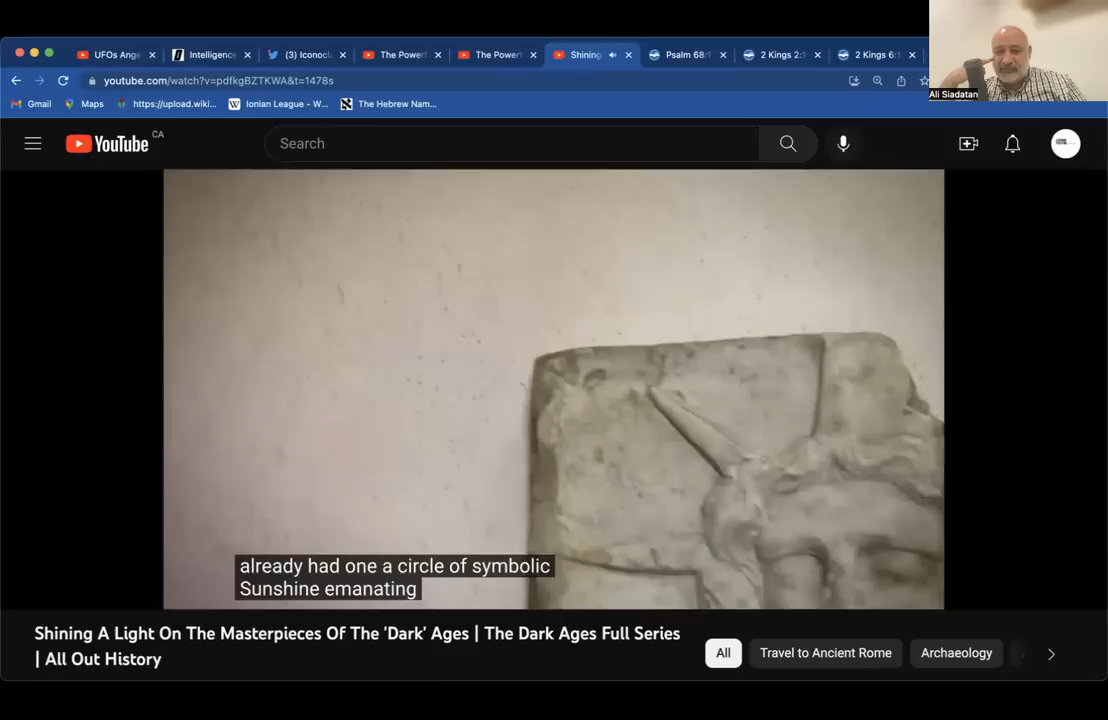 UFOs Ange
Intelligence
(3) Iconocl
The Power
The Power
Shining
Psalm 68:1
2 Kings 2:1
2 Kings 6:1
youtube.com/watch?v=pdfkgBZTKWA&t=1478s
Gmail
Maps
https://upload.wiki...
Ionian League - W...
The Hebrew Nam...
Ali Siadatan
YouTube CA
Search
already had one a circle of symbolic
Sunshine emanating
Shining A Light On The Masterpieces Of The 'Dark' Ages | The Dark Ages Full Series
| All Out History
All
Travel to Ancient Rome
Archaeology